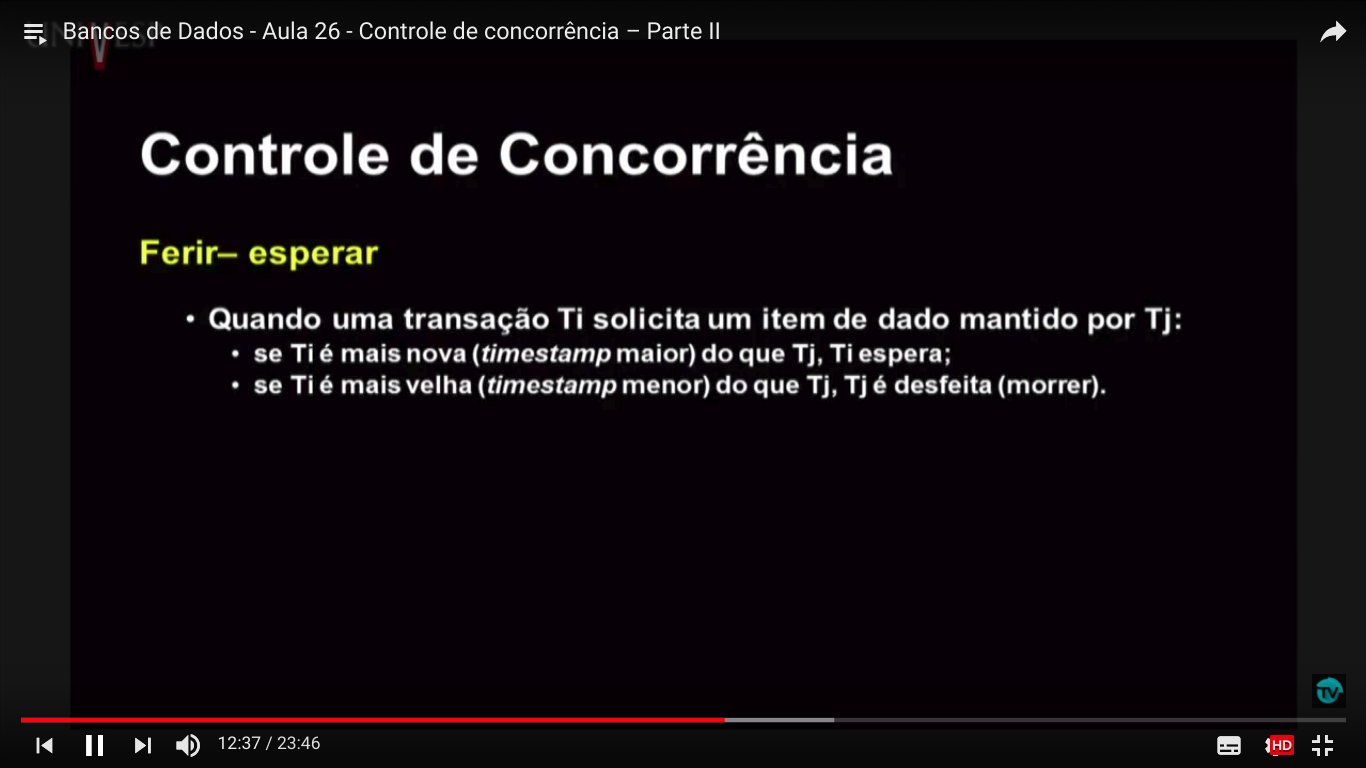 Bancos de Dados - Aula 26 - Controle de concorrência – Parte II
Controle de Concorrência
Ferir– esperar
• Quando uma transação Ti solicita um item de dado mantido por Tj:
• se Ti é mais nova (timestamp maior) do que Tj, Ti espera;
• se Ti é mais velha (timestamp menor) do que Tj, Tj é desfeita (morrer).
TV
12:37 / 23:46
HD